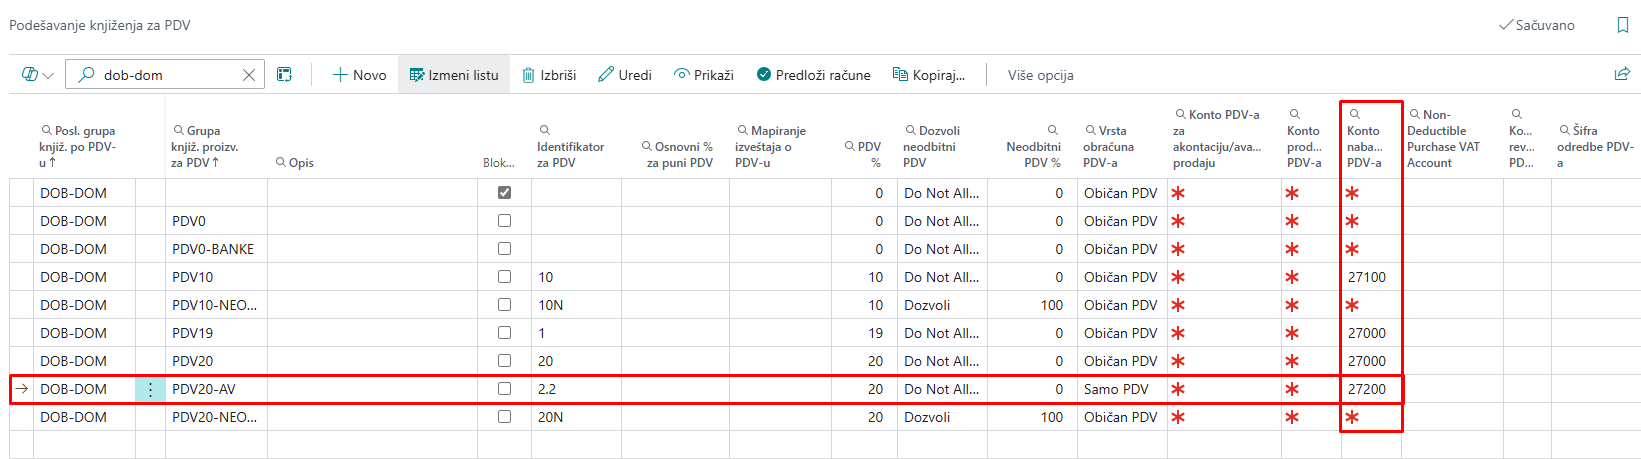 Podešavanje knjiženja za PDV
Sačuvano
dob-dom
Novo
Izmeni listu
Izbriši
Uredi
Prikaži
Predloži račune
Kopiraj...
Više opcija
Posl. grupa knjiž. po PDV-u ↑
Grupa knjiž. proizv. za PDV ↑
Opis
Blok...
Identifikator za PDV
Osnovni % za puni PDV
Mapiranje izveštaja o PDV-u
PDV %
Dozvoli neodbitni PDV
Neodbitni PDV %
Vrsta obračuna PDV-a
Konto PDV-a za akontaciju/ava... prodaju
Konto prod... PDV-a
Konto naba... PDV-a
Non-Deductible Purchase VAT Account
Ko... rev... PD...
Šifra odredbe PDV-a
DOB-DOM 0 Do Not All... 0 Običan PDV * * *
DOB-DOM PDV0 0 Do Not All... 0 Običan PDV * * *
DOB-DOM PDV0-BANKE 0 Do Not All... 0 Običan PDV * * *
DOB-DOM PDV10 10 10 Do Not All... 0 Običan PDV * * 27100
DOB-DOM PDV10-NEO... 10N 10 Dozvoli 100 Običan PDV * * *
DOB-DOM PDV19 1 19 Do Not All... 0 Običan PDV * * 27000
DOB-DOM PDV20 20 20 Do Not All... 0 Običan PDV * * 27000
DOB-DOM PDV20-AV 2.2 20 Do Not All... 0 Samo PDV * * 27200
DOB-DOM PDV20-NEO... 20N 20 Dozvoli 100 Običan PDV * * *